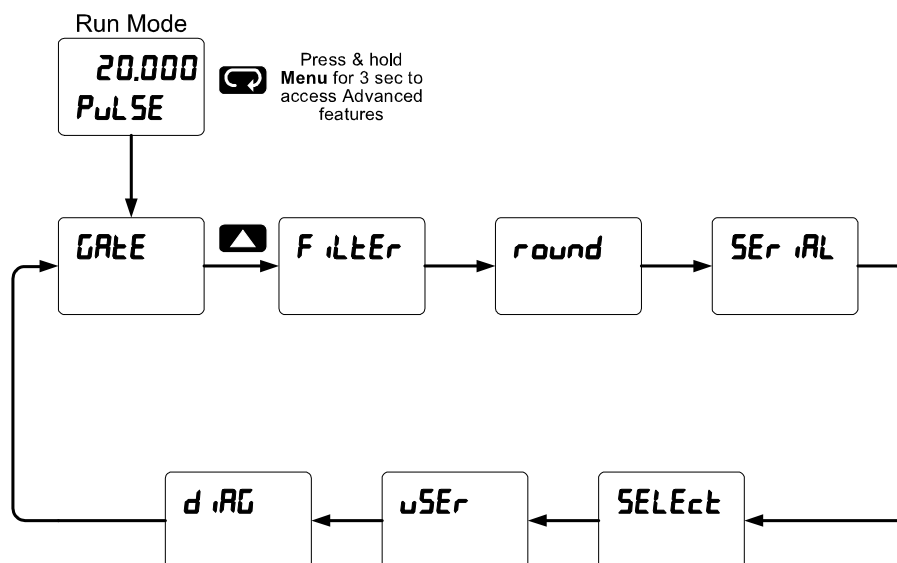 Run Mode
20.000
PuLSE
Press & hold
Menu for 3 sec to
access Advanced
features
GAtE
FiLtEr
round
SEriAL
diAG
uSEr
SELEct